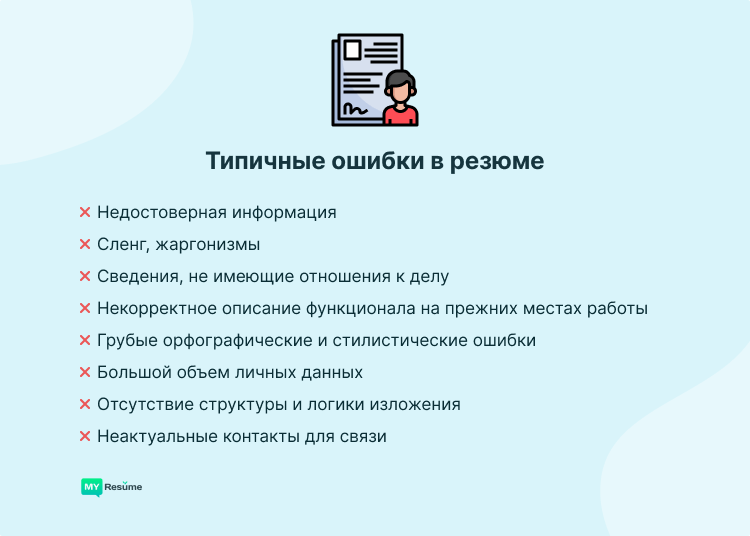 Типичные ошибки в резюме
Недостоверная информация
Сленг, жаргонизмы
Сведения, не имеющие отношения к делу
Некорректное описание функционала на прежних местах работы
Грубые орфографические и стилистические ошибки
Большой объем личных данных
Отсутствие структуры и логики изложения
Неактуальные контакты для связи
MY Resume